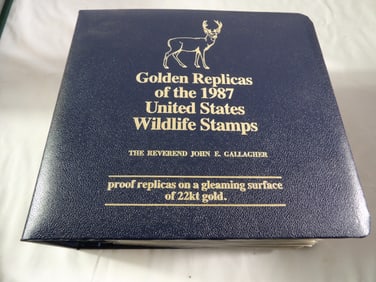 Golden Replicas
of the 1987
United States
Wildlife Stamps
THE REVEREND JOHN E. GALLAGHER
proof replicas on a gleaming surface
of 22kt gold.